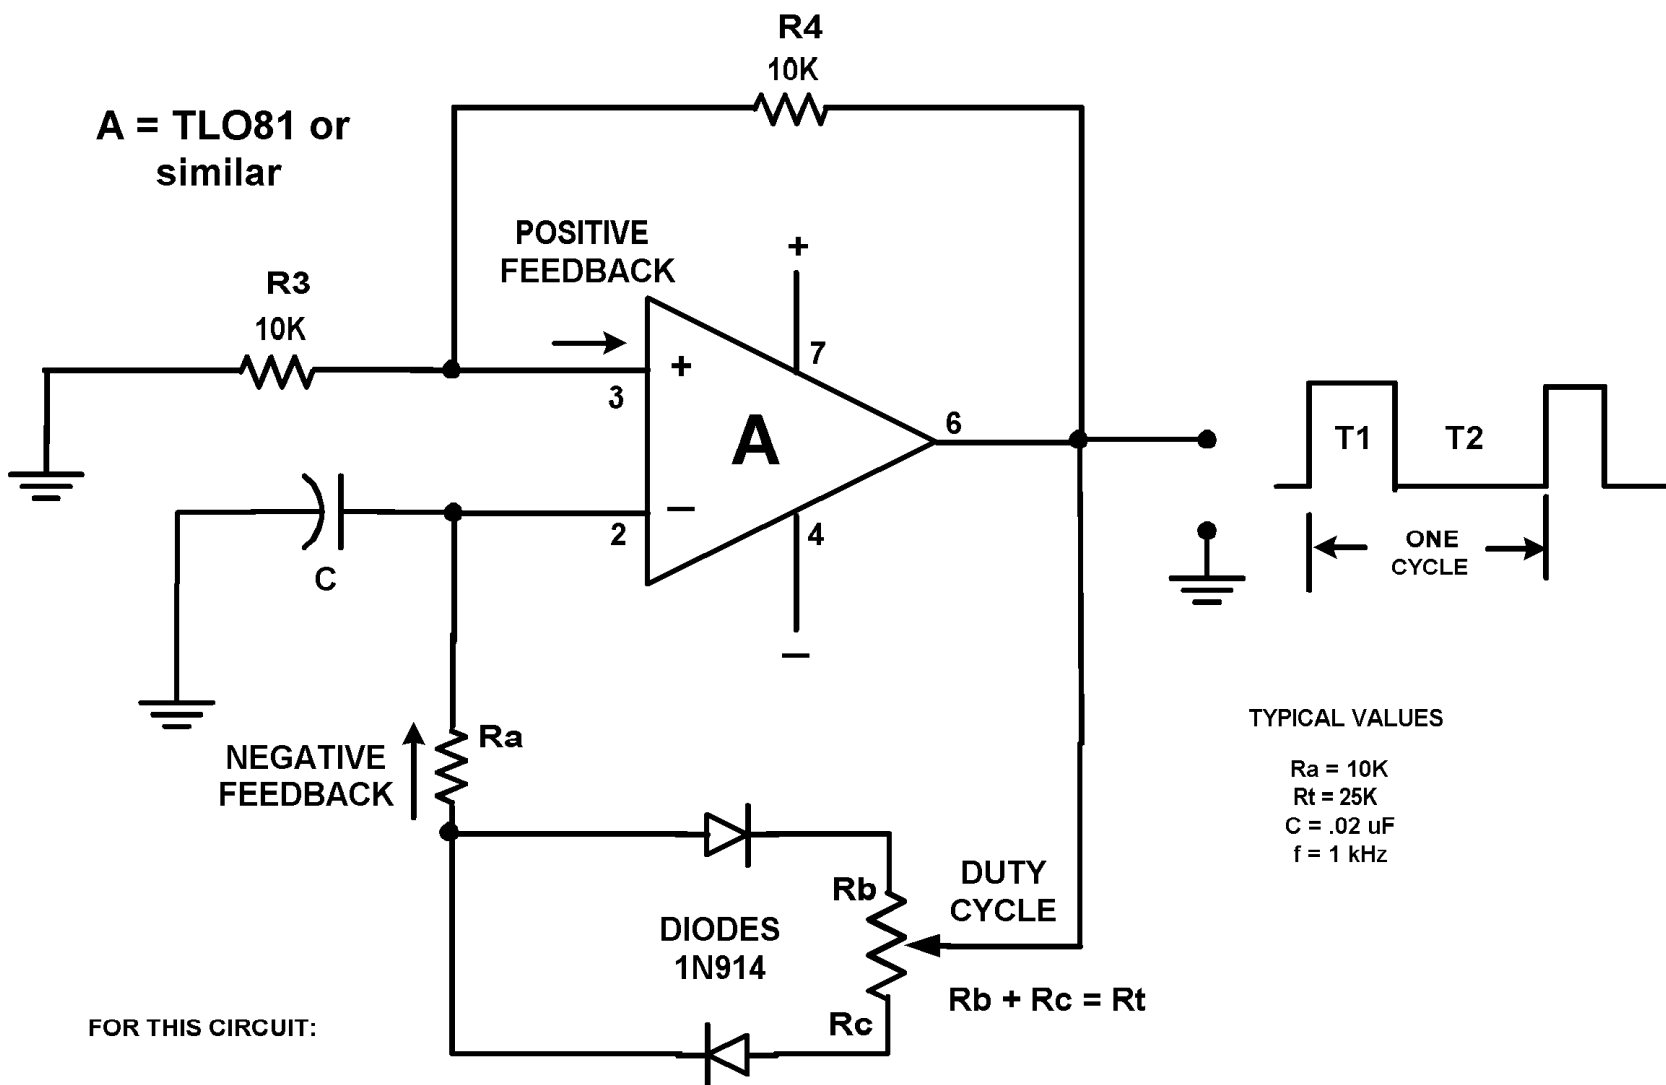 R4
10K
A = TLO81 or
similar
POSITIVE
FEEDBACK
+
R3
10K
7
+
3
A
6
T1
T2
–
2
4
ONE
CYCLE
C
–
TYPICAL VALUES
Ra
NEGATIVE
FEEDBACK
Ra = 10K
Rt = 25K
C = .02 uF
f = 1 kHz
Rb
DUTY
CYCLE
DIODES
1N914
Rb + Rc = Rt
Rc
FOR THIS CIRCUIT: